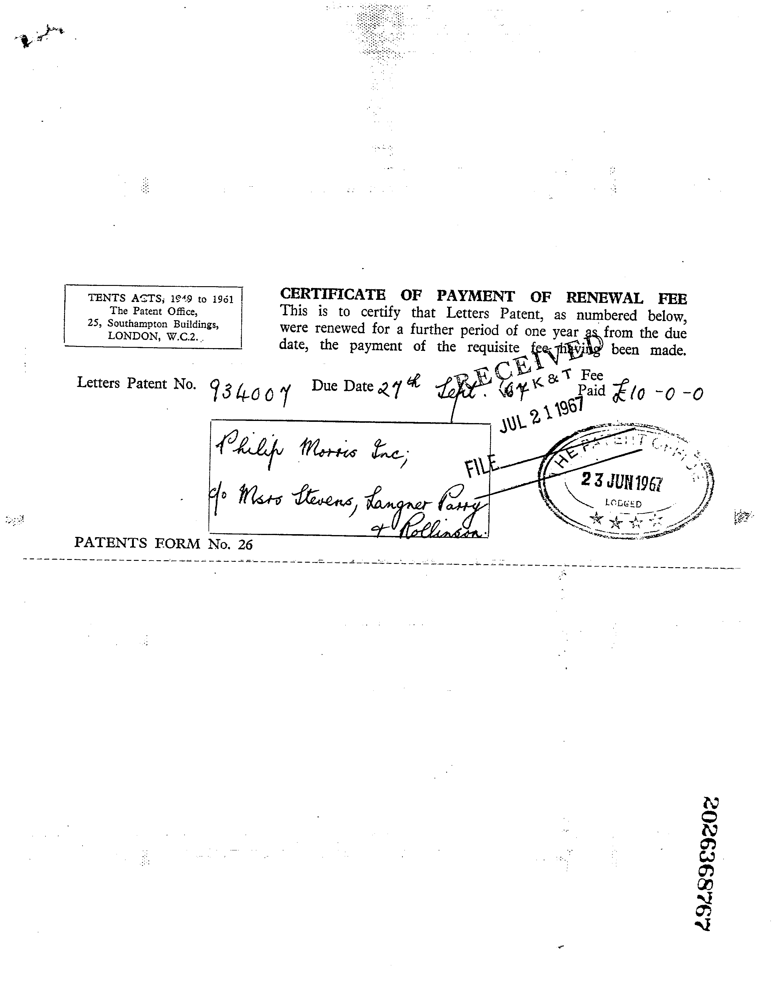 TENTS ACTS, 1949 to 1961
The Patent Office,
25, Southampton Buildings,
LONDON, W.C.2.
CERTIFICATE OF PAYMENT OF RENEWAL FEE
This is to certify that Letters Patent, as numbered below,
were renewed for a further period of one year as from the due
date, the payment of the requisite fee having been made.
RECEIVED
K & T
JUL 21 1967
FILE
Letters Patent No. 934007 Due Date 27th Sept. 67 Fee Paid £10-0-0
Philip Morris Inc;
c/o Msrs Stevens, Langner Parry
& Rollinson.
THE PATENT OFFICE
23 JUN 1967
LODGED
PATENTS FORM No. 26
2026368767